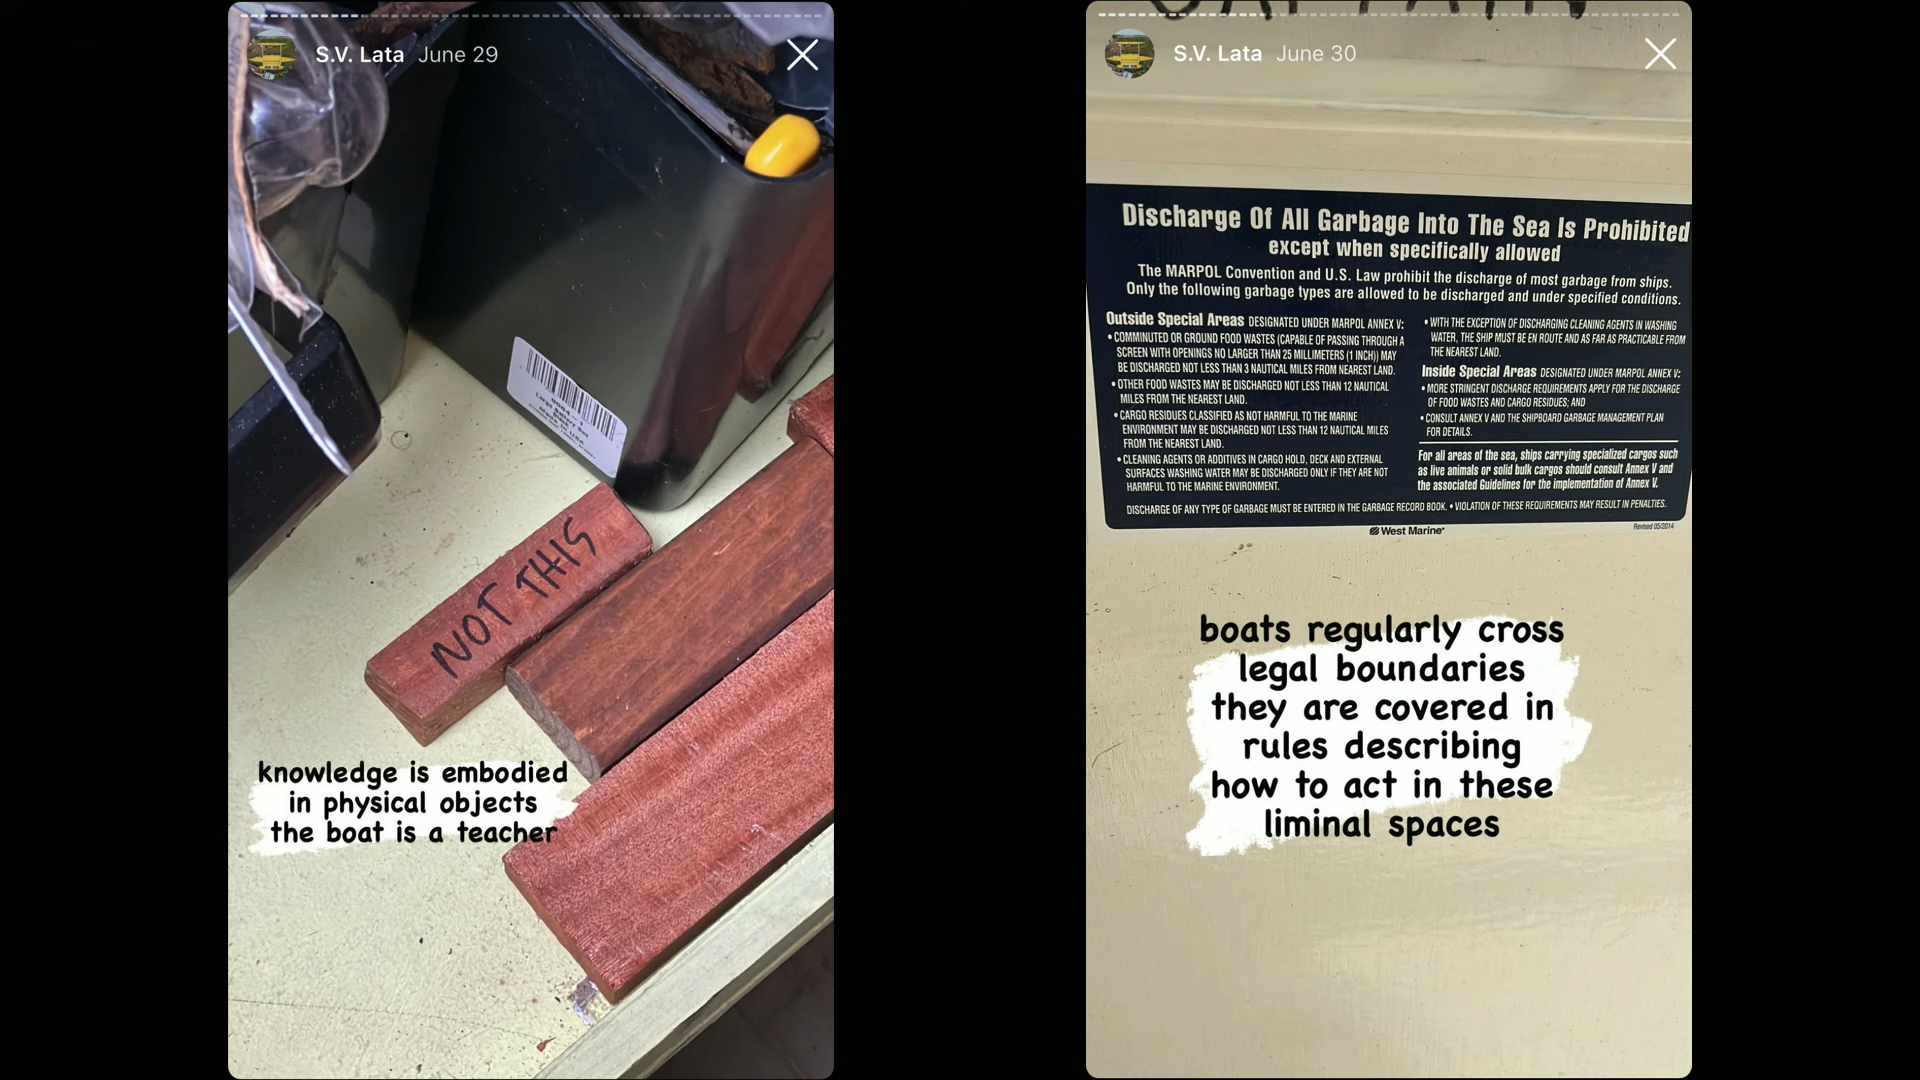 S.V. Lata June 29
NOT THIS
knowledge is embodied
in physical objects
the boat is a teacher
S.V. Lata June 30
Discharge Of All Garbage Into The Sea Is Prohibited
except when specifically allowed
The MARPOL Convention and U.S. Law prohibit the discharge of most garbage from ships.
Only the following garbage types are allowed to be discharged and under specified conditions.
Outside Special Areas DESIGNATED UNDER MARPOL ANNEX V:
• COMMINUTED OR GROUND FOOD WASTES (CAPABLE OF PASSING THROUGH A
SCREEN WITH OPENINGS NO LARGER THAN 25 MILLIMETERS (1 INCH)) MAY
BE DISCHARGED NOT LESS THAN 3 NAUTICAL MILES FROM NEAREST LAND.
• OTHER FOOD WASTES MAY BE DISCHARGED NOT LESS THAN 12 NAUTICAL
MILES FROM THE NEAREST LAND.
• CARGO RESIDUES CLASSIFIED AS NOT HARMFUL TO THE MARINE
ENVIRONMENT MAY BE DISCHARGED NOT LESS THAN 12 NAUTICAL MILES
FROM THE NEAREST LAND.
• CLEANING AGENTS OR ADDITIVES IN CARGO HOLD, DECK AND EXTERNAL
SURFACES WASHING WATER MAY BE DISCHARGED ONLY IF THEY ARE NOT
HARMFUL TO THE MARINE ENVIRONMENT.
• WITH THE EXCEPTION OF DISCHARGING CLEANING AGENTS IN WASHING
WATER, THE SHIP MUST BE EN ROUTE AND AS FAR AS PRACTICABLE FROM
THE NEAREST LAND.
Inside Special Areas DESIGNATED UNDER MARPOL ANNEX V:
• MORE STRINGENT DISCHARGE REQUIREMENTS APPLY FOR THE DISCHARGE
OF FOOD WASTES AND CARGO RESIDUES; AND
• CONSULT ANNEX V AND THE SHIPBOARD GARBAGE MANAGEMENT PLAN
FOR DETAILS.
For all areas of the sea, ships carrying specialized cargos such
as live animals or solid bulk cargos should consult Annex V and
the associated Guidelines for the implementation of Annex V.
DISCHARGE OF ANY TYPE OF GARBAGE MUST BE ENTERED IN THE GARBAGE RECORD BOOK. • VIOLATION OF THESE REQUIREMENTS MAY RESULT IN PENALTIES.
West Marine
Revised 05/2014
boats regularly cross
legal boundaries
they are covered in
rules describing
how to act in these
liminal spaces